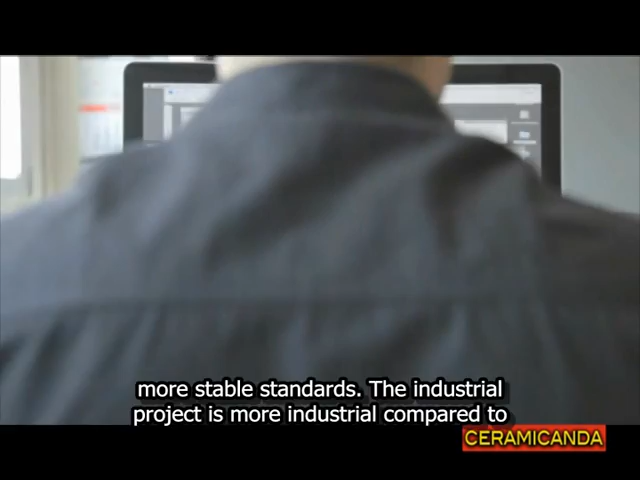 more stable standards. The industrial
project is more industrial compared to
CERAMICANDA